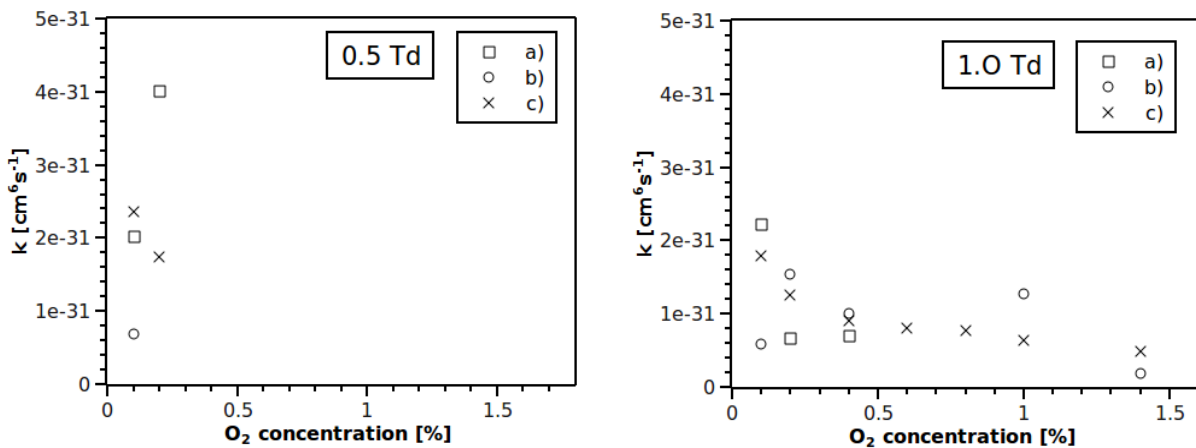 5e-31
4e-31
3e-31
2e-31
1e-31
0
k [cm⁶s⁻¹]
0.5 Td
a)
b)
c)
0
0.5
1
1.5
O₂ concentration [%]
5e-31
4e-31
3e-31
2e-31
1e-31
0
k [cm⁶s⁻¹]
1.O Td
a)
b)
c)
0
0.5
1
1.5
O₂ concentration [%]